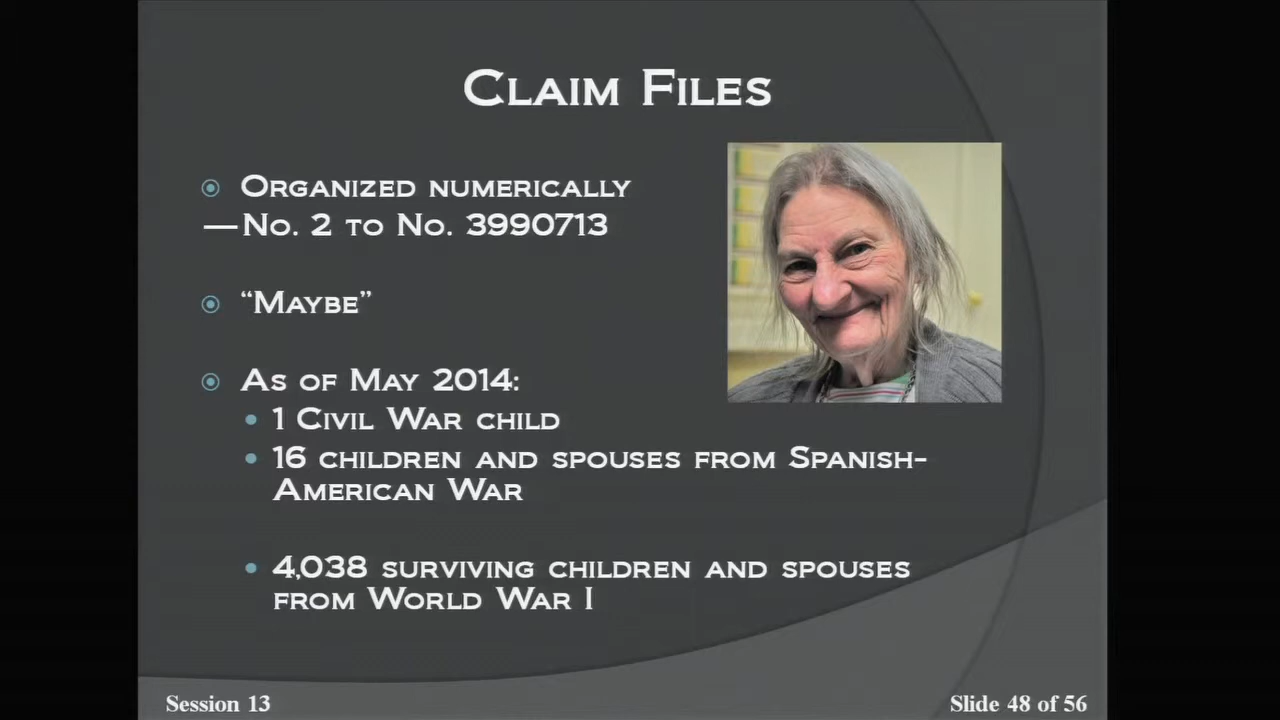 Claim Files
Organized numerically
—No. 2 to No. 3990713
“Maybe”
As of May 2014:
1 Civil War child
16 children and spouses from Spanish-
American War
4,038 surviving children and spouses
from World War I
Session 13
Slide 48 of 56